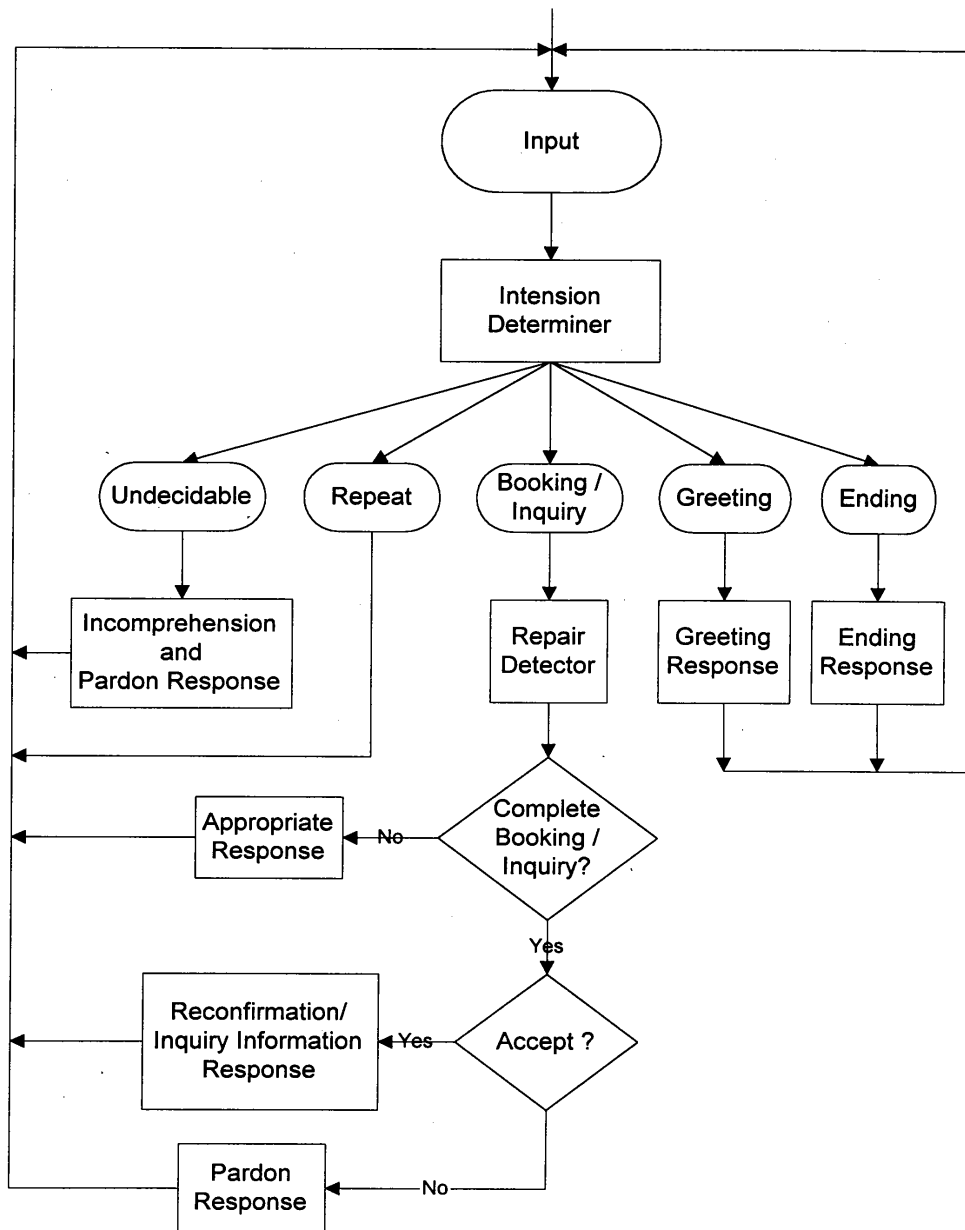 Input
Intension
Determiner
Undecidable
Repeat
Booking /
Inquiry
Greeting
Ending
Incomprehension
and
Pardon Response
Repair
Detector
Greeting
Response
Ending
Response
Complete
Booking /
Inquiry?
No
Appropriate
Response
Yes
Accept ?
Yes
Reconfirmation/
Inquiry Information
Response
No
Pardon
Response